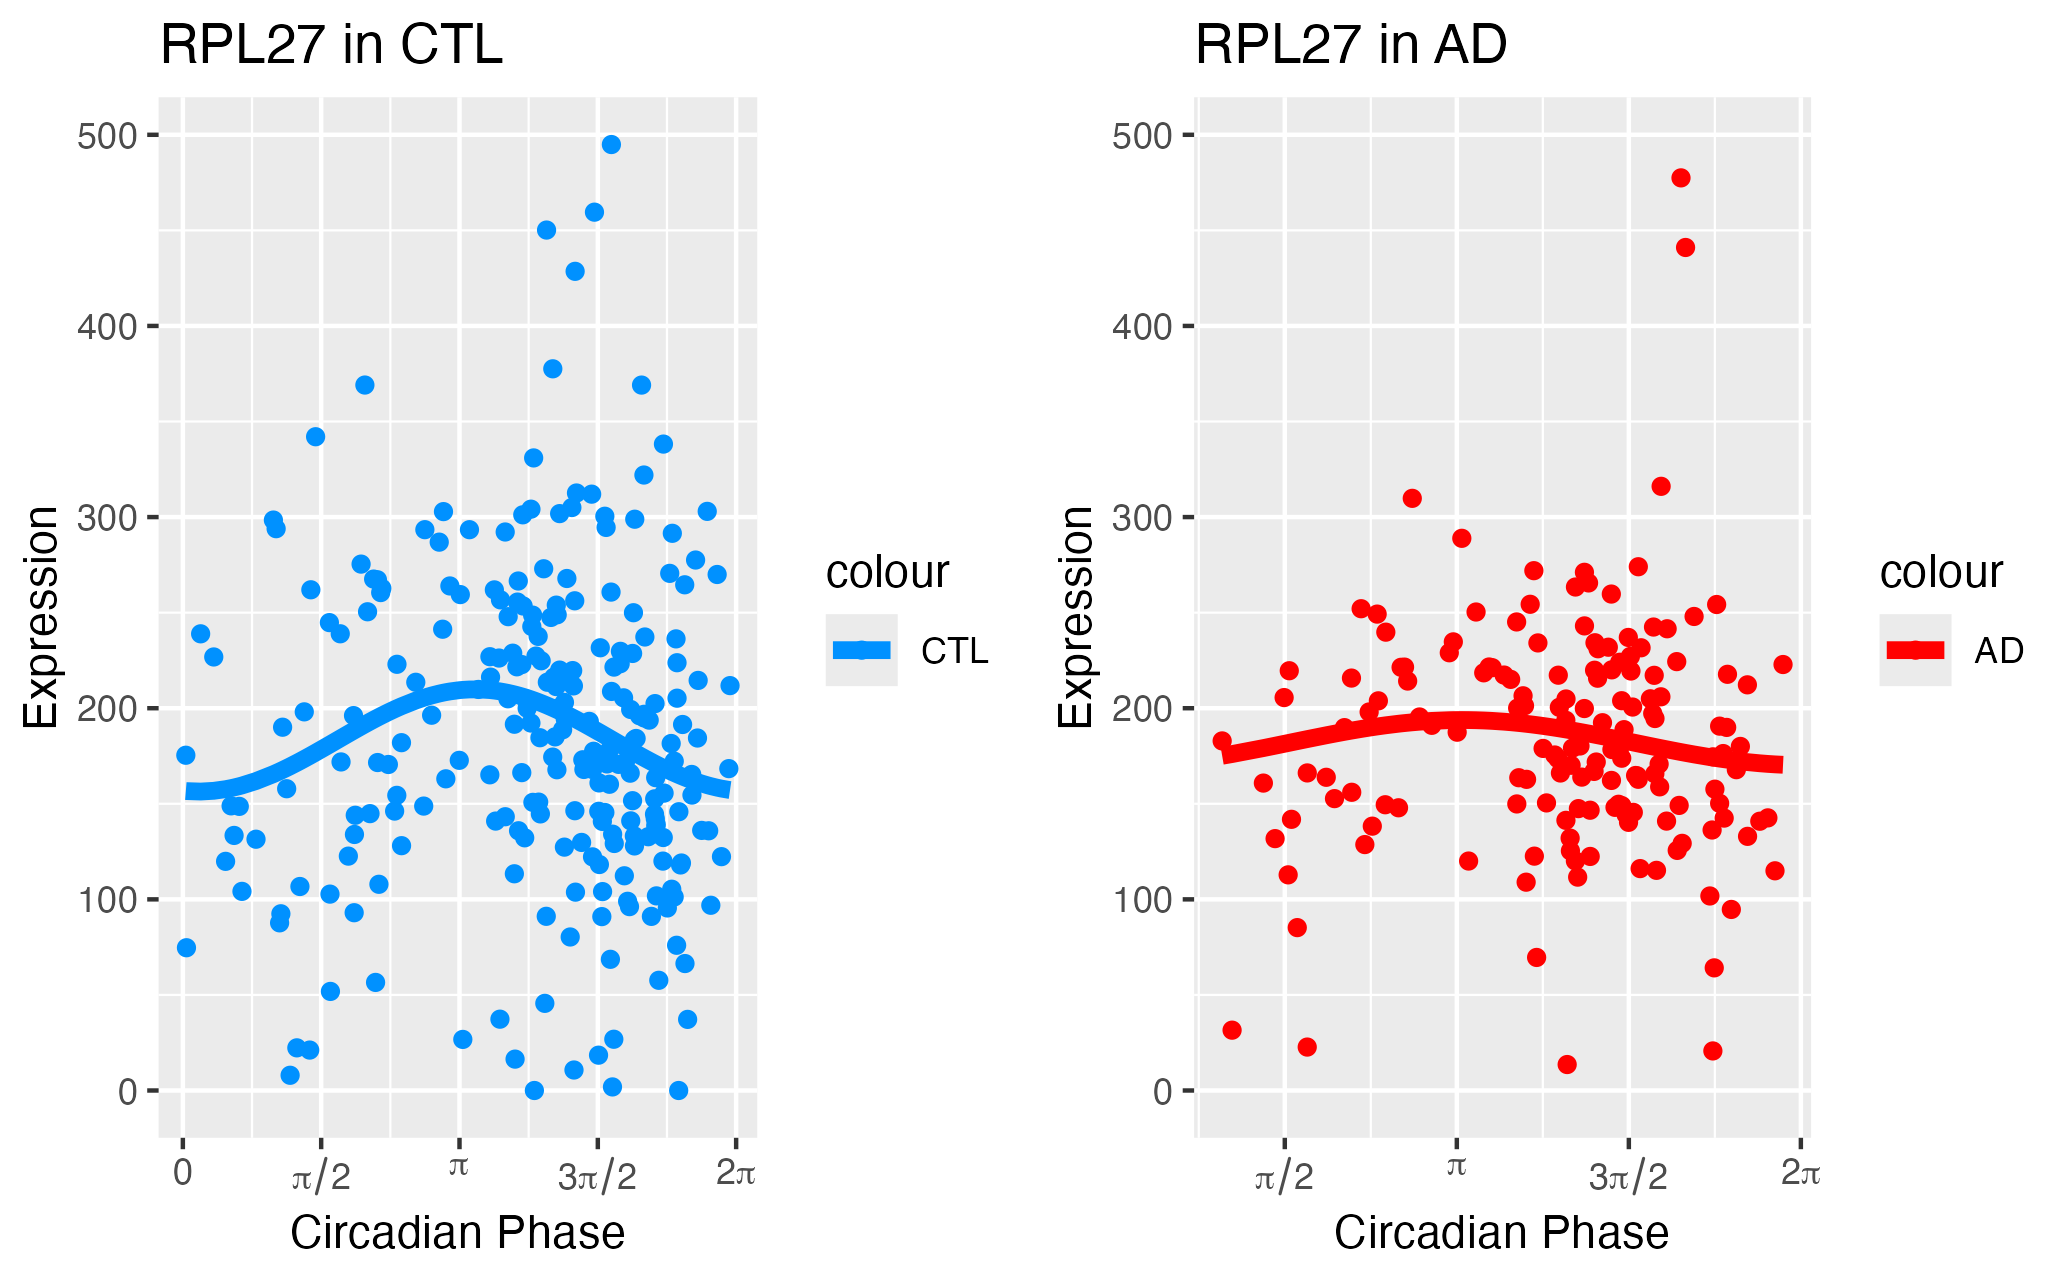 RPL27 in CTL
500
400
300
200
100
0
Expression
0
π/2
π
3π/2
2π
Circadian Phase
colour
CTL
RPL27 in AD
500
400
300
200
100
0
Expression
π/2
π
3π/2
2π
Circadian Phase
colour
AD